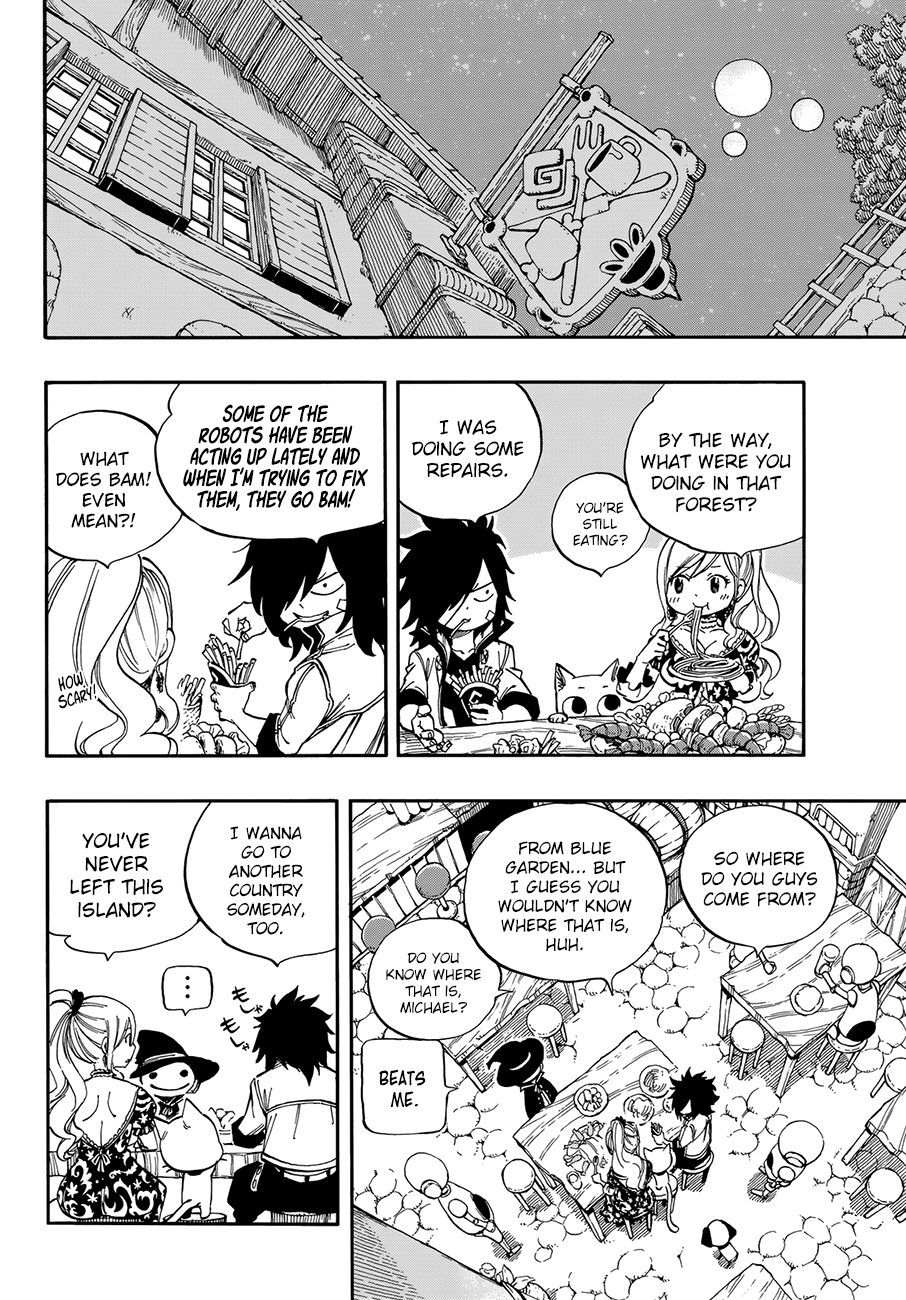 BY THE WAY,
WHAT WERE YOU
DOING IN THAT
FOREST?
YOU'RE
STILL
EATING?
I WAS
DOING SOME
REPAIRS.
SOME OF THE
ROBOTS HAVE BEEN
ACTING UP LATELY AND
WHEN I'M TRYING TO FIX
THEM, THEY GO BAM!
WHAT
DOES BAM!
EVEN
MEAN?!
HOW
SCARY!
SO WHERE
DO YOU GUYS
COME FROM?
FROM BLUE
GARDEN... BUT
I GUESS YOU
WOULDN'T KNOW
WHERE THAT IS,
HUH.
DO YOU
KNOW WHERE
THAT IS,
MICHAEL?
BEATS
ME.
I WANNA
GO TO
ANOTHER
COUNTRY
SOMEDAY,
TOO.
YOU'VE
NEVER
LEFT THIS
ISLAND?
...
もしゃ
もしゃ